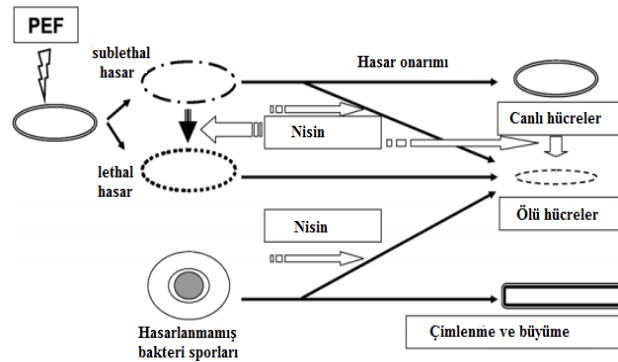 PEF
sublethal
hasar
Hasar onarımı
Nisin
Canlı hücreler
lethal
hasar
Ölü hücreler
Nisin
Hasarlanmamış
bakteri sporları
Çimlenme ve büyüme